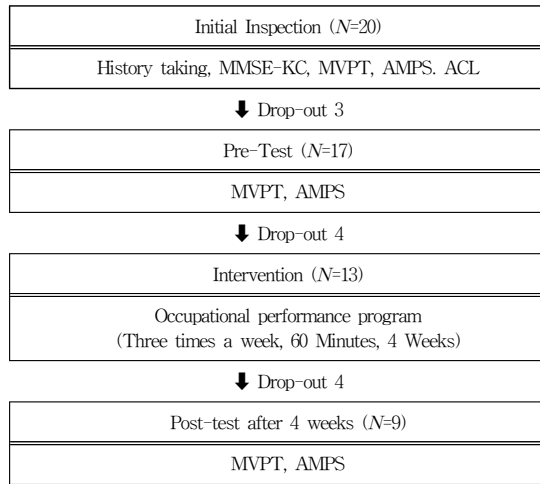 Initial Inspection (N=20)
History taking, MMSE-KC, MVPT, AMPS. ACL
Drop-out 3
Pre-Test (N=17)
MVPT, AMPS
Drop-out 4
Intervention (N=13)
Occupational performance program
(Three times a week, 60 Minutes, 4 Weeks)
Drop-out 4
Post-test after 4 weeks (N=9)
MVPT, AMPS